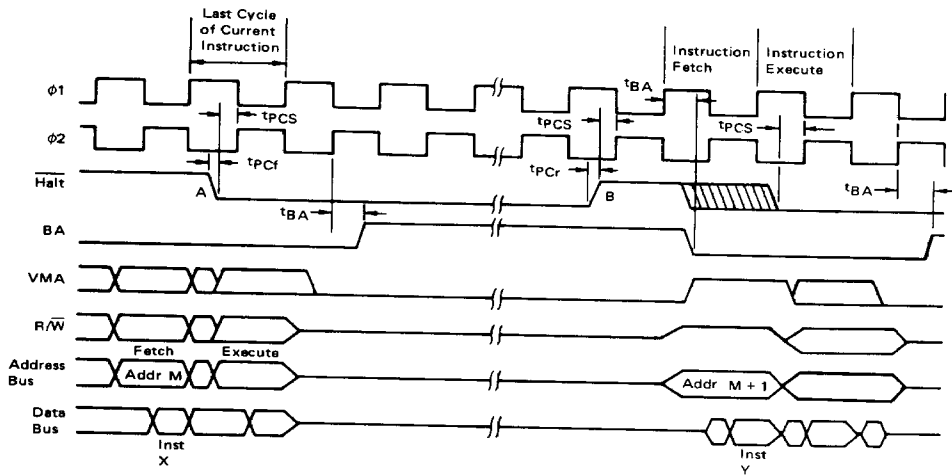 Last Cycle
of Current
Instruction
Instruction
Fetch
Instruction
Execute
tBA
ϕ1
tPCS
tPCS
tPCS
ϕ2
tPCf
tPCr
Halt
A
B
tBA
tBA
BA
VMA
R/W
Fetch
Execute
Address
Bus
Addr M
Addr M + 1
Data
Bus
Inst
X
Inst
Y